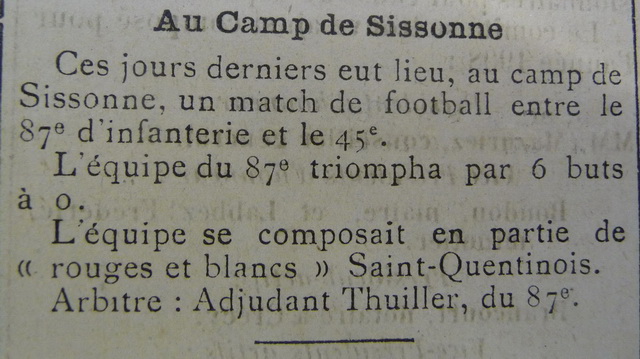 Au Camp de Sissonne
Ces jours derniers eut lieu, au camp de
Sissonne, un match de football entre le
87e d'infanterie et le 45e.
L'équipe du 87e triompha par 6 buts
à 0.
L'équipe se composait en partie de
« rouges et blancs » Saint-Quentinois.
Arbitre : Adjudant Thuiller, du 87e.